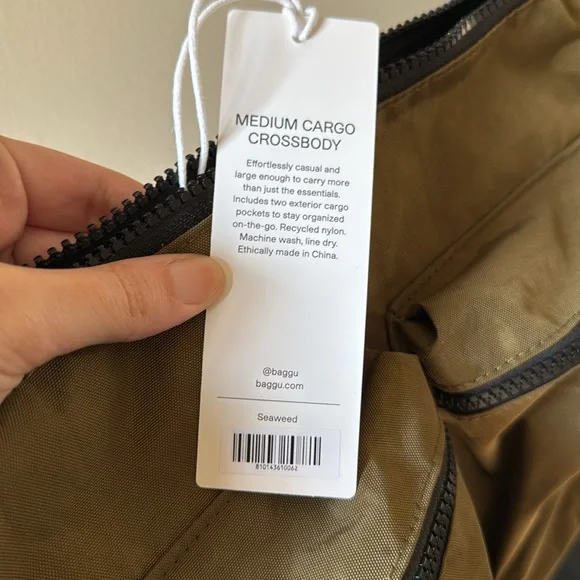 MEDIUM CARGO
CROSSBODY
Effortlessly casual and
large enough to carry more
than just the essentials.
Includes two exterior cargo
pockets to stay organized
on-the-go. Recycled nylon.
Machine wash, line dry.
Ethically made in China.
@baggu
baggu.com
Seaweed
810143610062